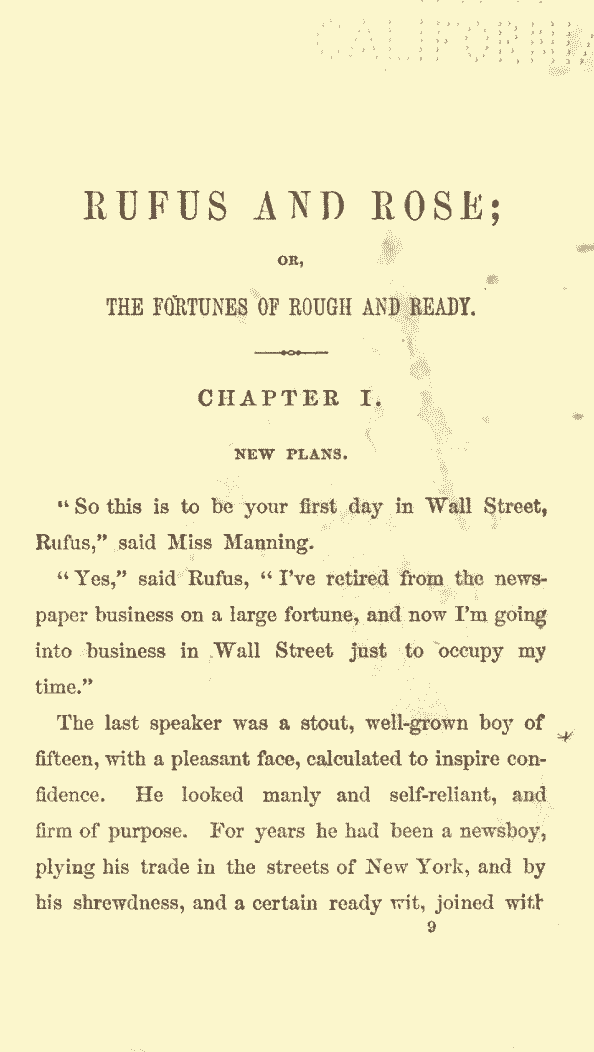 CALIFORNIA
RUFUS AND ROSE;
OR,
THE FORTUNES OF ROUGH AND READY.
CHAPTER I.
NEW PLANS.
“ So this is to be your first day in Wall Street,
Rufus,” said Miss Manning.
“ Yes,” said Rufus, “ I've retired from the news-
paper business on a large fortune, and now I'm going
into business in Wall Street just to occupy my
time.”
The last speaker was a stout, well-grown boy of
fifteen, with a pleasant face, calculated to inspire con-
fidence. He looked manly and self-reliant, and
firm of purpose. For years he had been a newsboy,
plying his trade in the streets of New York, and by
his shrewdness, and a certain ready wit, joined with
9